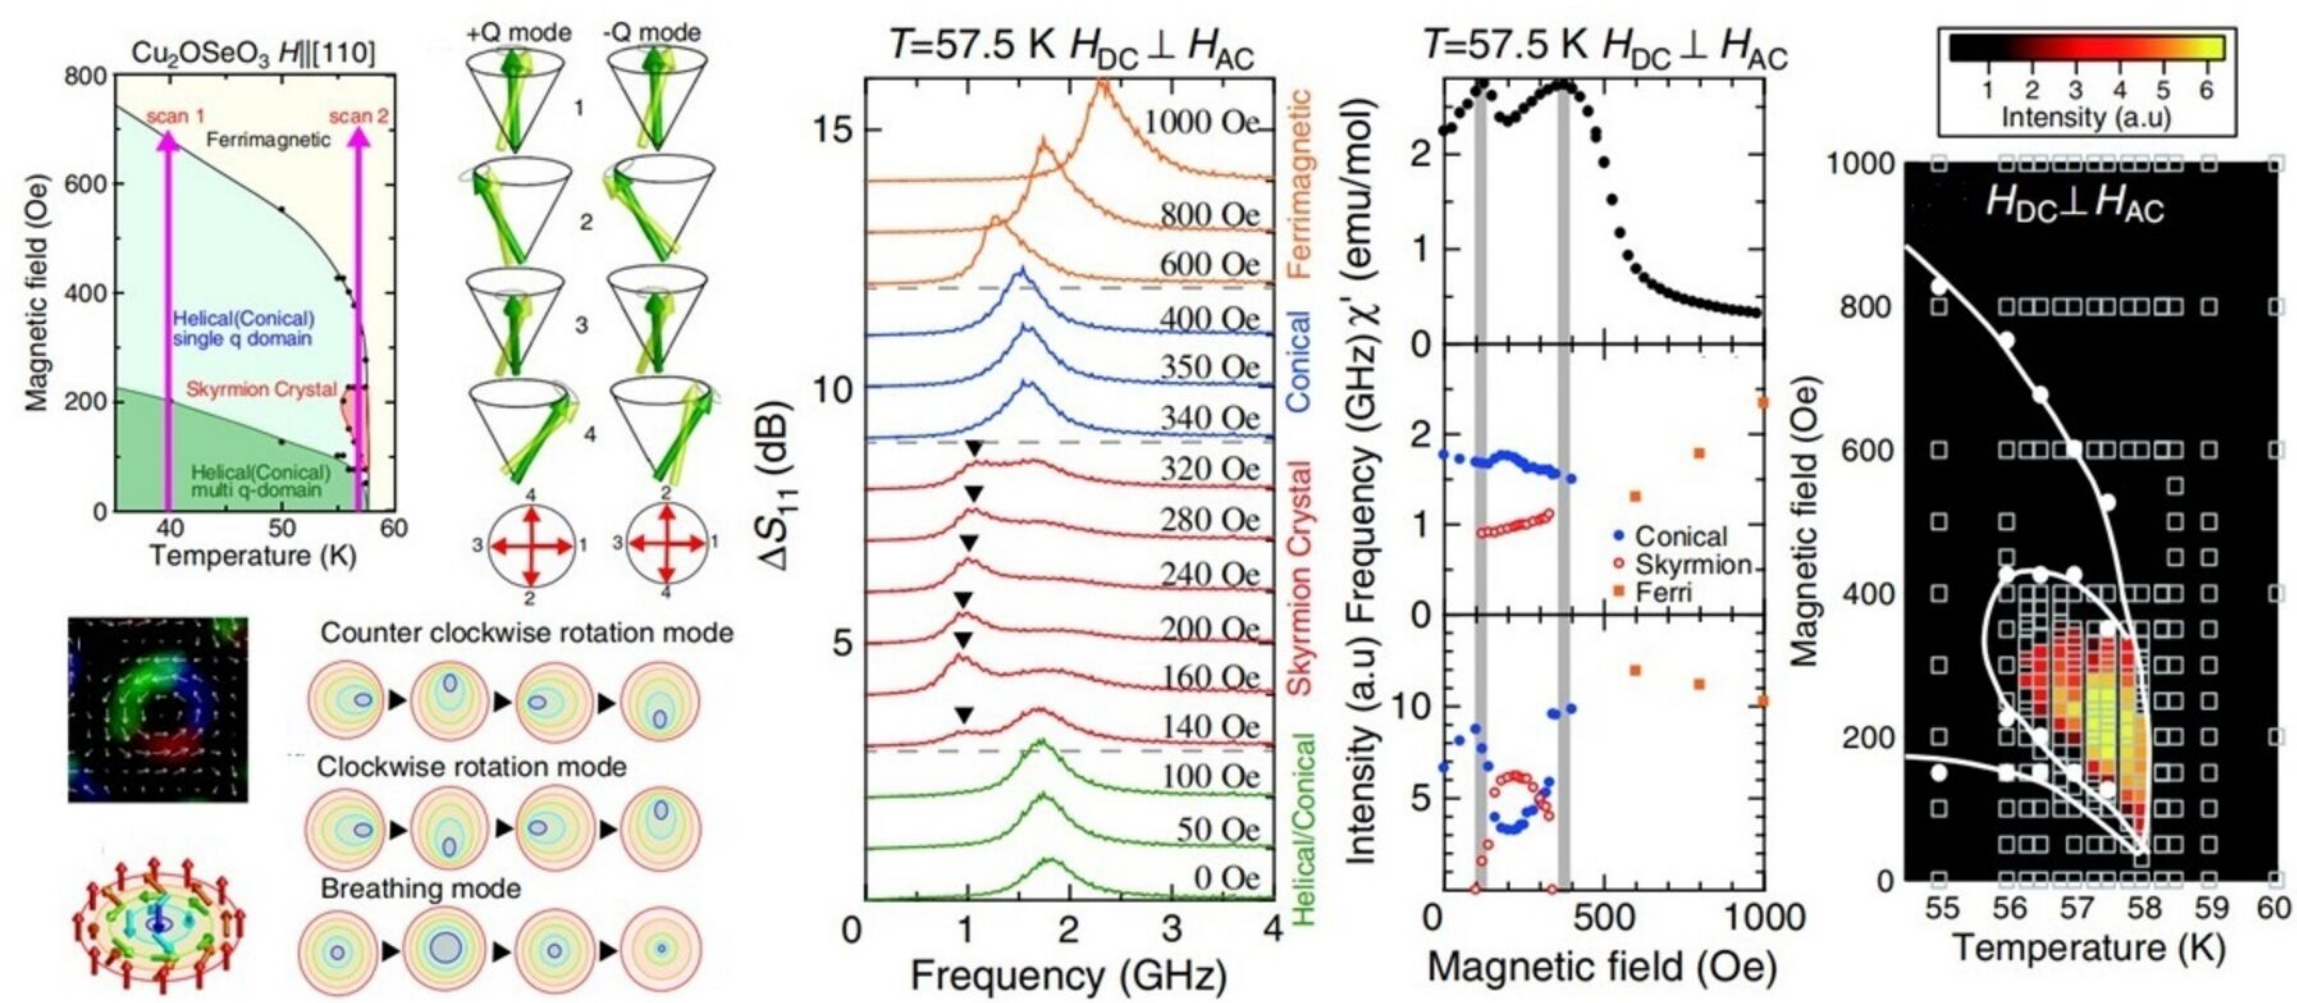 Cu₂OSeO₃ H||[110]
800
600
400
200
0
Magnetic field (Oe)
scan 1
scan 2
Ferrimagnetic
Helical(Conical)
single q domain
Skyrmion Crystal
Helical(Conical)
multi q-domain
40
50
60
Temperature (K)
+Q mode
-Q mode
1
2
3
4
4
3
1
2
2
3
1
4
Counter clockwise rotation mode
Clockwise rotation mode
Breathing mode
T=57.5 K H_DC⊥H_AC
15
10
5
ΔS₁₁ (dB)
1000 Oe
800 Oe
600 Oe
400 Oe
350 Oe
340 Oe
320 Oe
280 Oe
240 Oe
200 Oe
160 Oe
140 Oe
100 Oe
50 Oe
0 Oe
Ferrimagnetic
Conical
Skyrmion Crystal
Helical/Conical
0
1
2
3
4
Frequency (GHz)
T=57.5 K H_DC⊥H_AC
χ' (emu/mol)
2
1
0
Frequency (GHz)
2
1
0
Conical
Skyrmion
Ferri
Intensity (a.u)
10
5
0
500
1000
Magnetic field (Oe)
1 2 3 4 5 6
Intensity (a.u)
H_DC⊥H_AC
1000
800
600
400
200
0
Magnetic field (Oe)
55 56 57 58 59 60
Temperature (K)